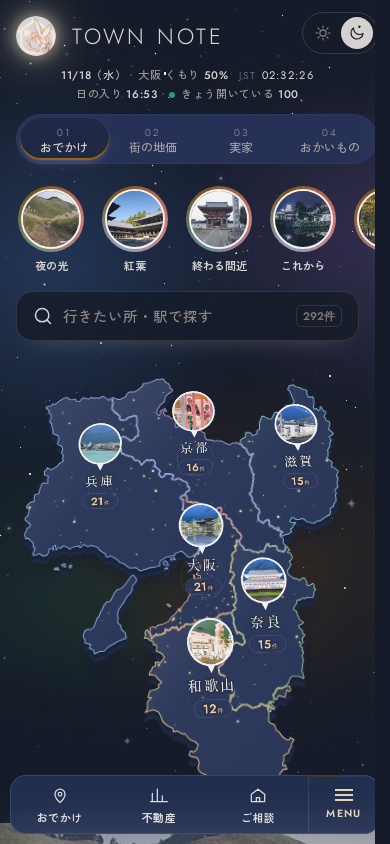 TOWN NOTE
11/18（水） · 大阪 くもり 50% JST 02:32:26
日の入り 16:53 · きょう開いている 100
01 02 03 04
おでかけ 街の地価 実家 おかいもの
夜の光 紅葉 終わる間近 これから
行きたい所・駅で探す 292件
京都
16件
滋賀
15件
兵庫
21件
大阪
21件
奈良
15件
和歌山
12件
おでかけ 不動産 ご相談 MENU